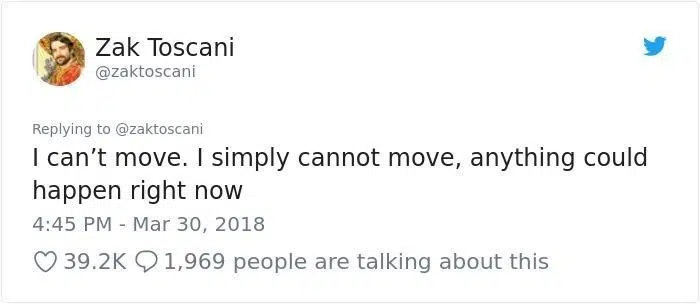 Zak Toscani
@zaktoscani
Replying to @zaktoscani
I can’t move. I simply cannot move, anything could
happen right now
4:45 PM - Mar 30, 2018
39.2K 1,969 people are talking about this